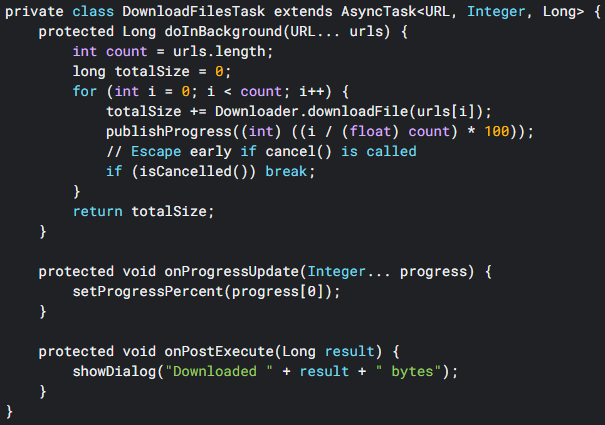 private class DownloadFilesTask extends AsyncTask<URL, Integer, Long> {
    protected Long doInBackground(URL... urls) {
        int count = urls.length;
        long totalSize = 0;
        for (int i = 0; i < count; i++) {
            totalSize += Downloader.downloadFile(urls[i]);
            publishProgress((int) ((i / (float) count) * 100));
            // Escape early if cancel() is called
            if (isCancelled()) break;
        }
        return totalSize;
    }

    protected void onProgressUpdate(Integer... progress) {
        setProgressPercent(progress[0]);
    }

    protected void onPostExecute(Long result) {
        showDialog("Downloaded " + result + " bytes");
    }
}